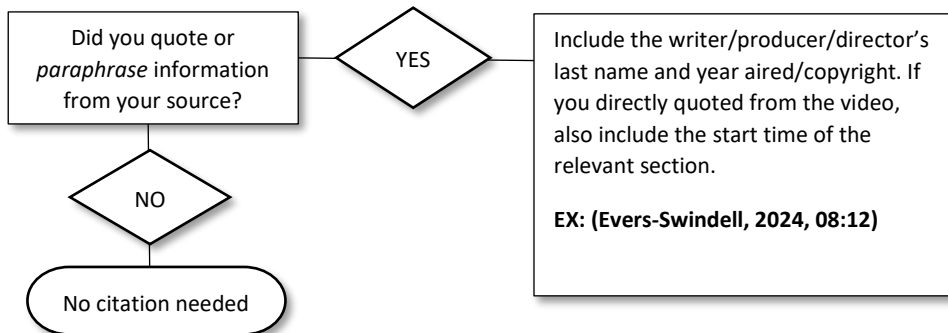 Did you quote or
paraphrase information
from your source?
YES
Include the writer/producer/director’s
last name and year aired/copyright. If
you directly quoted from the video,
also include the start time of the
relevant section.
EX: (Evers-Swindell, 2024, 08:12)
NO
No citation needed